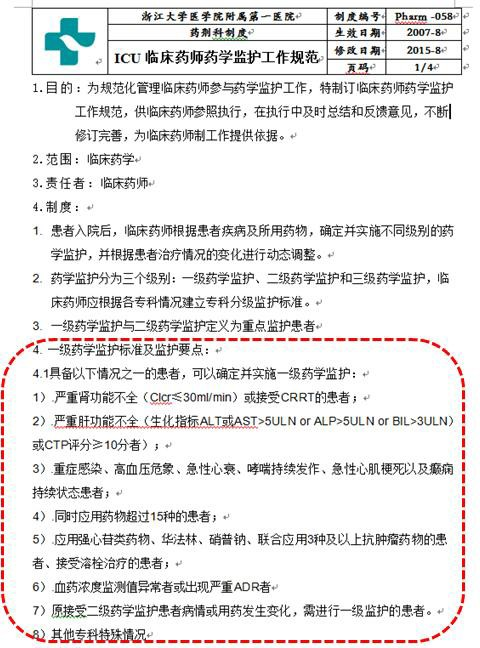 浙江大学医学院附属第一医院
制度编号
Pharm -058
药剂科制度
生效日期
2007-8
ICU 临床药师药学监护工作规范
修改日期
2015-8
页码
1/4
1.目的：为规范化管理临床药师参与药学监护工作，特制订临床药师药学监护
工作规范，供临床药师参照执行，在执行中及时总结和反馈意见，不断
修订完善，为临床药师制工作提供依据。
2.范围：临床药学
3.责任者：临床药师
4.制度：
1. 患者入院后，临床药师根据患者疾病及所用药物，确定并实施不同级别的药
学监护，并根据患者治疗情况的变化进行动态调整。
2. 药学监护分为三个级别：一级药学监护、二级药学监护和三级药学监护，临
床药师应根据各专科情况建立专科分级监护标准。
3. 一级药学监护与二级药学监护定义为重点监护患者
4. 一级药学监护标准及监护要点：
4.1具备以下情况之一的患者，可以确定并实施一级药学监护：
1）.严重肾功能不全（Clcr≤30ml/min）或接受CRRT的患者；
2）.严重肝功能不全（生化指标ALT或AST>5ULN or ALP>5ULN or BIL>3ULN）
或CTP评分≥10分者）；
3）.重症感染、高血压危象、急性心衰、哮喘持续发作、急性心肌梗死以及癫痫
持续状态患者；
4）.同时应用药物超过15种的患者；
5）.应用强心苷类药物、华法林、硝普钠、联合应用3种及以上抗肿瘤药物的患
者、接受溶栓治疗的患者；
6）.血药浓度监测值异常者或出现严重ADR者
7）原接受二级药学监护患者病情或用药发生变化，需进行一级监护的患者。
8）其他专科特殊情况